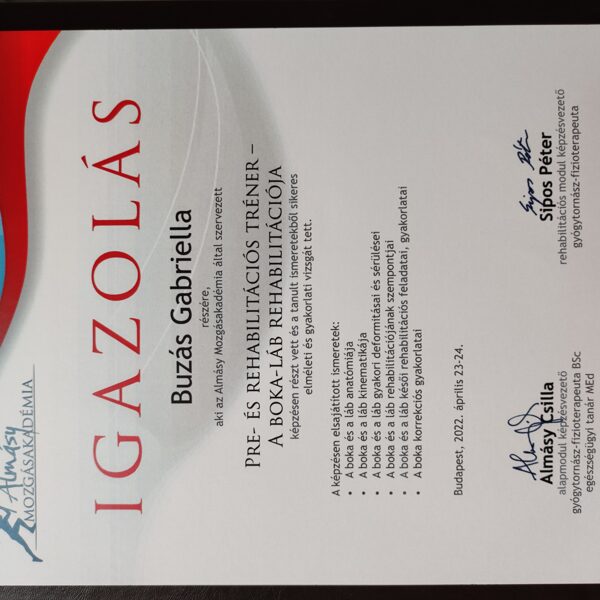 Almásy
MOZGÁSAKADÉMIA
IGAZOLÁS
Buzás Gabriella
részére,
aki az Almásy Mozgásakadémia által szervezett
PRE- ÉS REHABILITÁCIÓS TRÉNER –
A BOKA-LÁB REHABILITÁCIÓJA
képzésen részt vett és a tanult ismeretekből sikeres
elméleti és gyakorlati vizsgát tett.
A képzésen elsajátított ismeretek:
• A boka és a láb anatómiája
• A boka és a láb kinematikája
• A boka és a láb gyakori deformitásai és sérülései
• A boka és a láb rehabilitációjának szempontjai
• A boka és a láb késői rehabilitációs feladatai, gyakorlatai
• A boka korrekciós gyakorlatai
Budapest, 2022. április 23-24.
Almásy Csilla
alapmodul képzésvezető
gyógytornász-fizioterapeuta BSc
egészségügyi tanár MEd
Sipos Péter
Sipos Péter
rehabilitációs modul képzésvezető
gyógytornász-fizioterapeuta